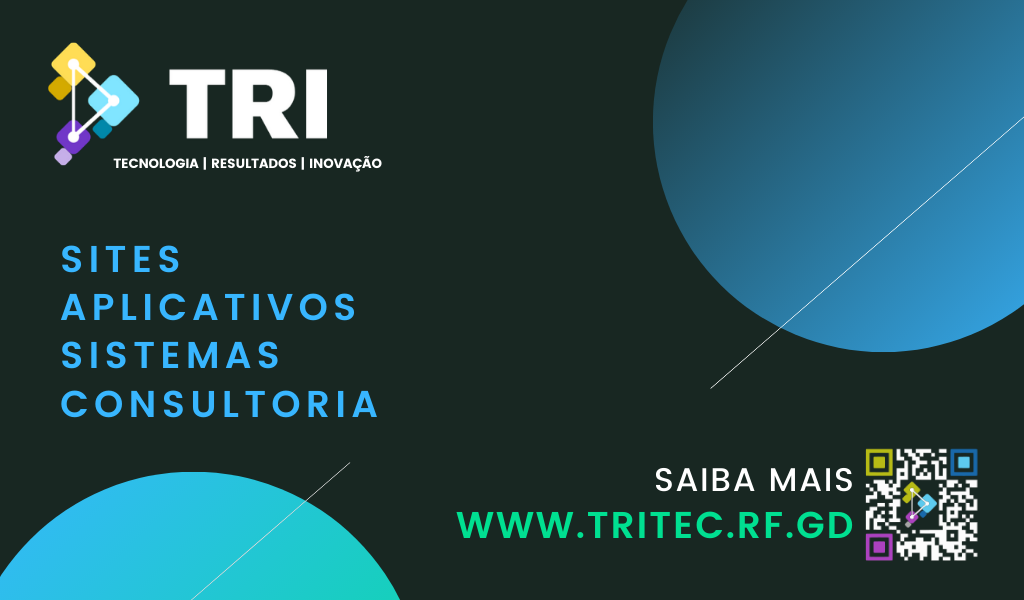 TRI
TECNOLOGIA | RESULTADOS | INOVAÇÃO
SITES
APLICATIVOS
SISTEMAS
CONSULTORIA
SAIBA MAIS
WWW.TRITEC.RF.GD